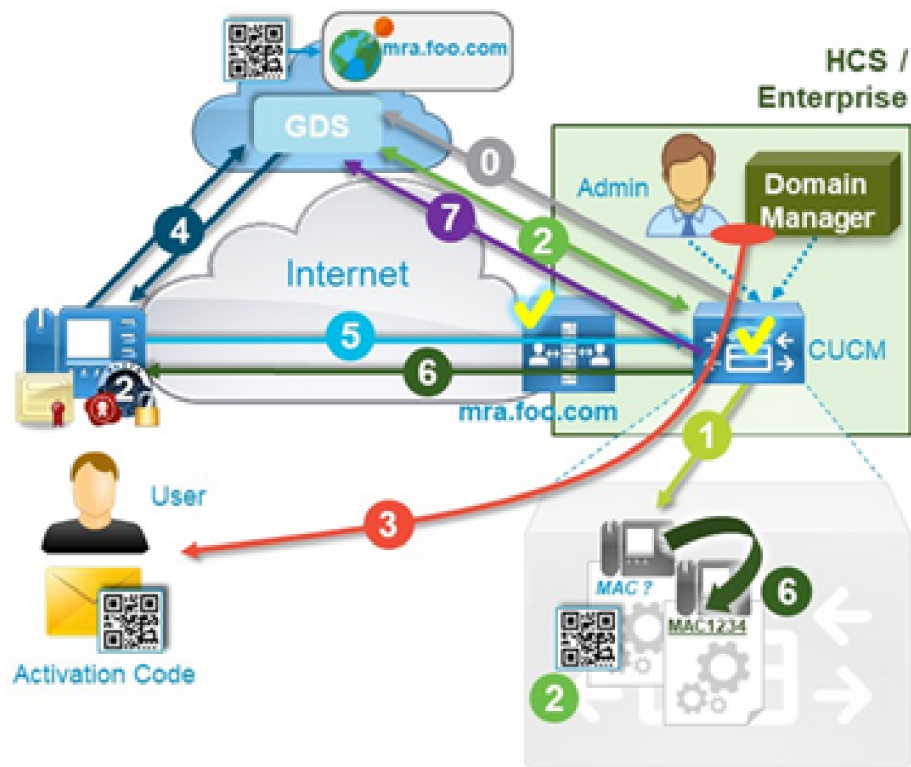 mra.foo.com
HCS /
Enterprise
GDS
0
Admin
Domain
Manager
7
2
4
Internet
5
CUCM
6
2
mra.foo.com
1
User
3
MAC ?
6
MAC1234
Activation Code
2